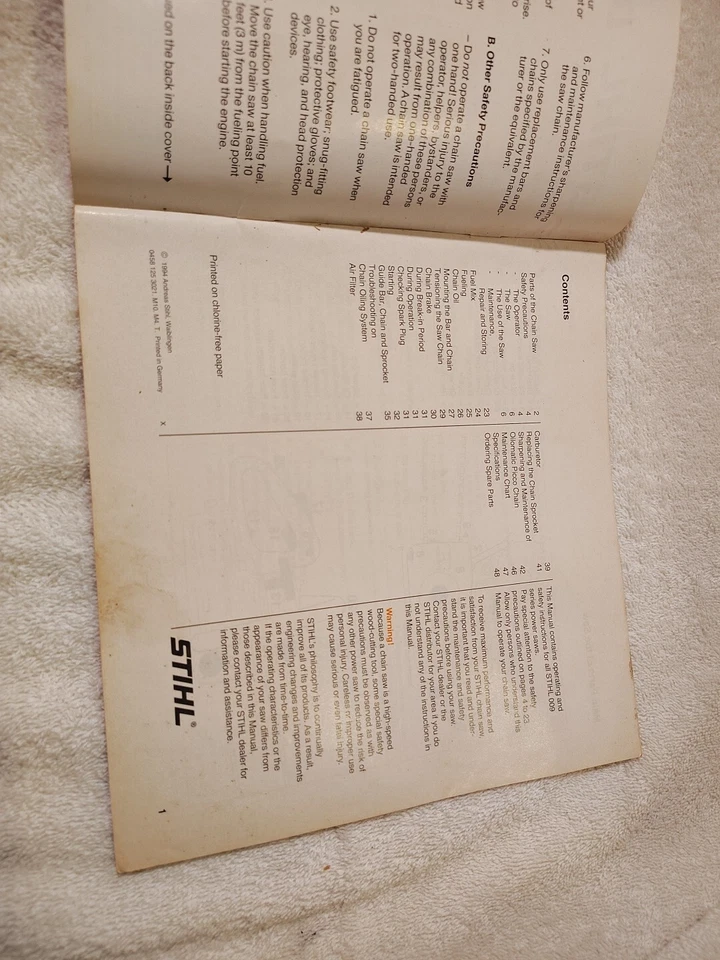 6. Follow manufacturer's sharpening
and maintenance instructions for
the saw chain.
7. Only use replacement bars and
chains specified by the manufac-
turer or the equivalent.
B. Other Safety Precautions
– Do not operate a chain saw with
one hand! Serious injury to the
operator, helpers, bystanders, or
any combination of these persons
may result from one-handed
operation. A chain saw is intended
for two-handed use.
1. Do not operate a chain saw when
you are fatigued.
2. Use safety footwear; snug-fitting
clothing; protective gloves; and
eye, hearing, and head protection
devices.
Use caution when handling fuel.
Move the chain saw at least 10
feet (3 m) from the fueling point
before starting the engine.
on the back inside cover →
Contents
Parts of the Chain Saw 2
Safety Precautions 4
- The Operator 4
- The Saw 6
- The Use of the Saw 6
- Maintenance,
Repair and Storing 23
Fuel Mix 24
Fueling 25
Chain Oil 26
Mounting the Bar and Chain 27
Tensioning the Saw Chain 29
Chain Brake 30
During Break-in Period 31
During Operation 31
Checking Spark Plug 31
Starting 32
Guide Bar, Chain and Sprocket 35
Troubleshooting on
Chain Oiling System 37
Air Filter 38
Printed on chlorine-free paper
© 1994 Andreas Stihl, Waiblingen
0458 125 3021. M10. M4. T. Printed in Germany
x
Carburetor 39
Replacing the Chain Sprocket 41
Sharpening and Maintenance of
Oilomatic Picco Chain 42
Maintenance Chart 46
Specifications 47
Ordering Spare Parts 48
This Manual contains operating and
safety instructions for all STIHL 009
series power saws.
Pay special attention to the safety
precautions outlined on pages 4 to 23.
Allow only persons who understand this
Manual to operate your chain saw.
To receive maximum performance and
satisfaction from your STIHL chain saw,
it is important that you read and under-
stand the maintenance and safety
precautions before using your saw.
Contact your STIHL dealer or the
STIHL distributor for your area if you do
not understand any of the instructions in
this Manual.
Warning!
Because a chain saw is a high-speed
wood-cutting tool, some special safety
precautions must be observed as with
any other power saw to reduce the risk of
personal injury. Careless or improper use
may cause serious or even fatal injury.
STIHL's philosophy is to continually
improve all of its products. As a result,
engineering changes and improvements
are made from time-to-time.
If the operating characteristics or the
appearance of your saw differs from
those described in this Manual,
please contact your STIHL dealer for
information and assistance.
STIHL®
1